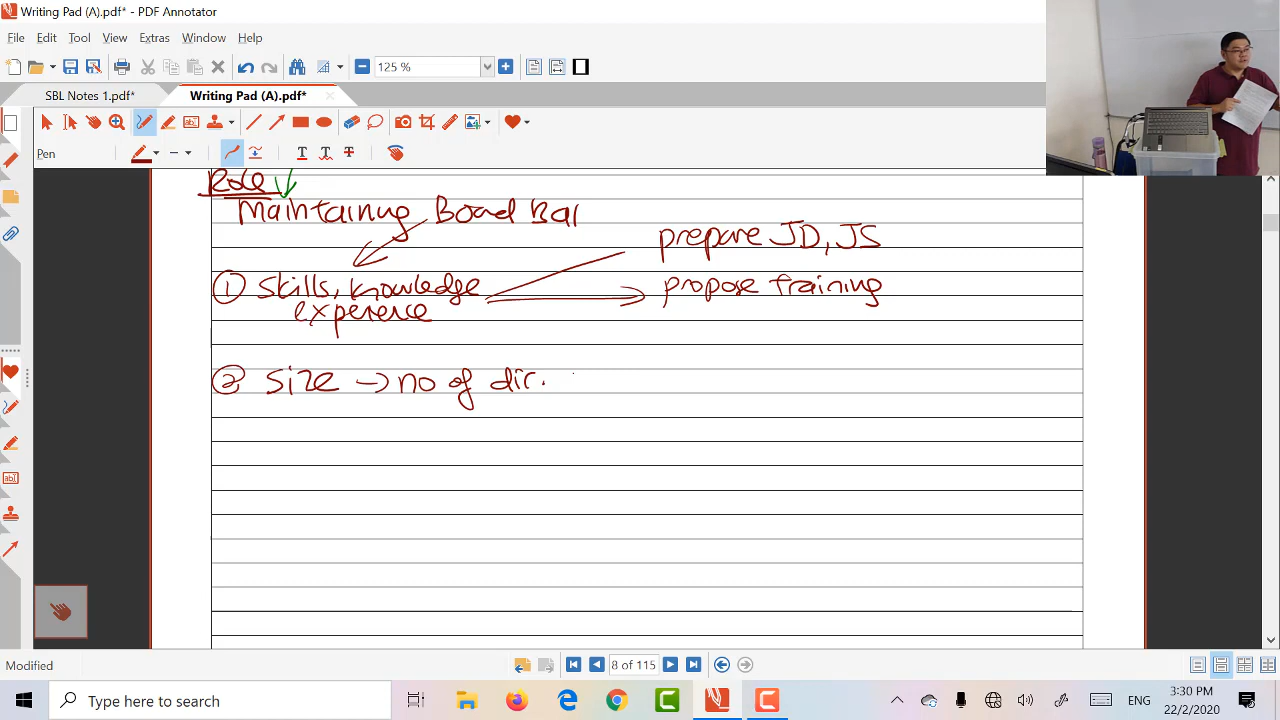 Writing Pad (A).pdf* - PDF Annotator
File Edit Tool View Extras Window Help
125 %
SBL Notes 1.pdf* Writing Pad (A).pdf*
Pen
Role
Maintaining Board Bal
prepare JD, JS
① Skills, knowledge
propose training
experence
② Size → no of dir.
8 of 115
Modified
Type here to search
ENG
3:30 PM
22/2/2020